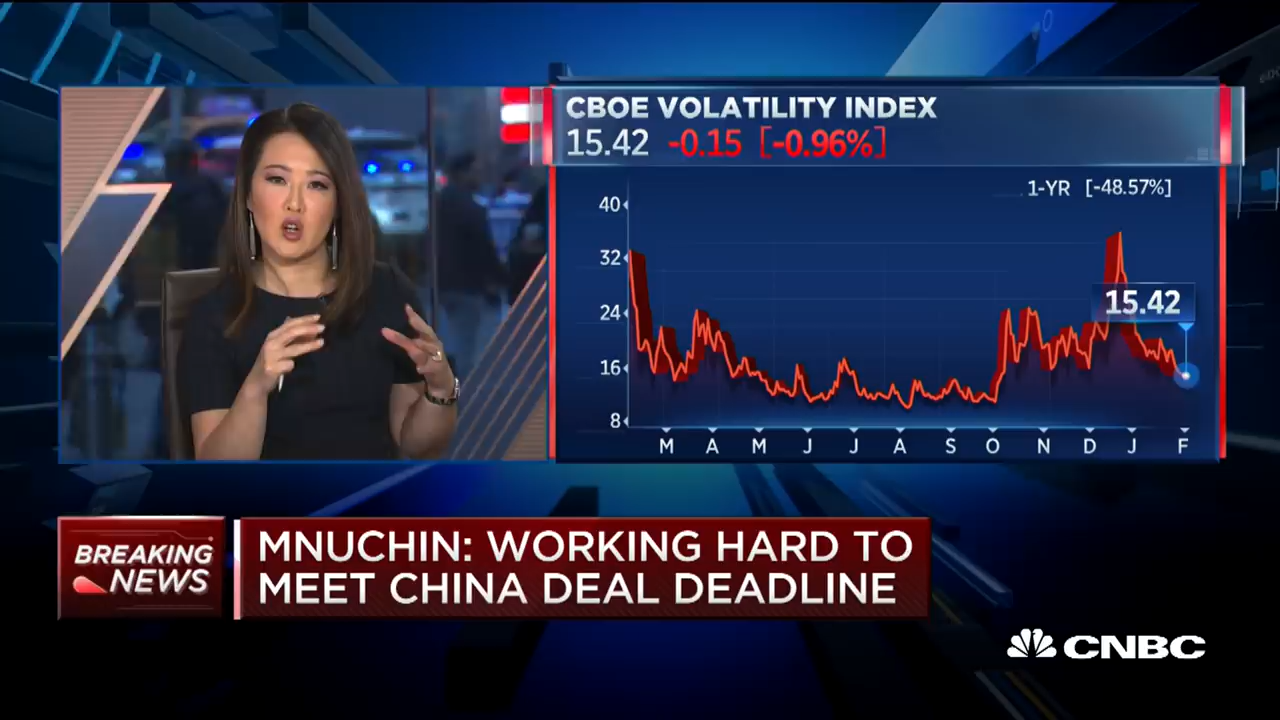 CBOE VOLATILITY INDEX
15.42 -0.15 [-0.96%]
1-YR [-48.57%]
40
32
24
16
8
15.42
M A M J J A S O N D J F
BREAKING
NEWS
MNUCHIN: WORKING HARD TO
MEET CHINA DEAL DEADLINE
CNBC